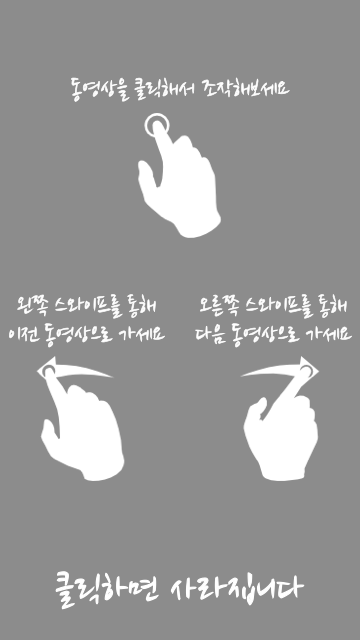 동영상을 클릭해서 조작해보세요
왼쪽 스와이프를 통해
이전 동영상으로 가세요
오른쪽 스와이프를 통해
다음 동영상으로 가세요
클릭하면 사라집니다